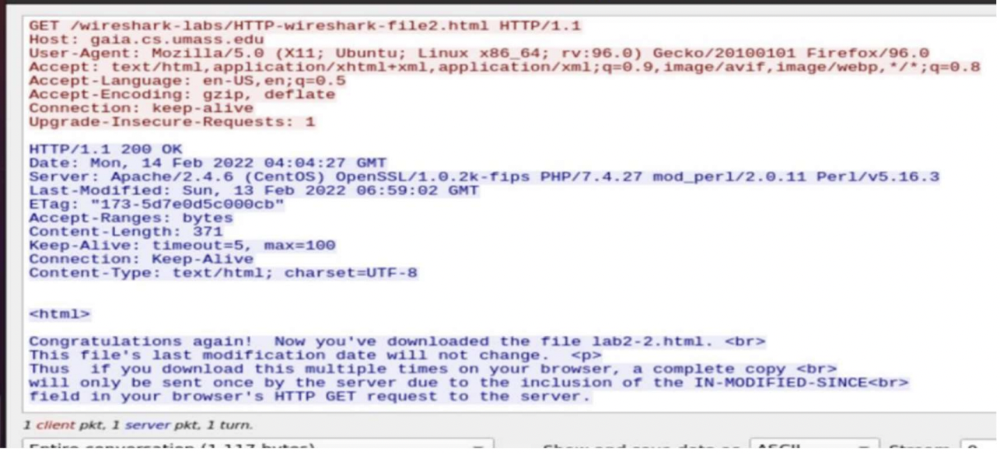 GET /wireshark-labs/HTTP-wireshark-file2.html HTTP/1.1
Host: gaia.cs.umass.edu
User-Agent: Mozilla/5.0 (X11; Ubuntu; Linux x86_64; rv:96.0) Gecko/20100101 Firefox/96.0
Accept: text/html,application/xhtml+xml,application/xml;q=0.9,image/avif,image/webp,*/*;q=0.8
Accept-Language: en-US,en;q=0.5
Accept-Encoding: gzip, deflate
Connection: keep-alive
Upgrade-Insecure-Requests: 1
HTTP/1.1 200 OK
Date: Mon, 14 Feb 2022 04:04:27 GMT
Server: Apache/2.4.6 (CentOS) OpenSSL/1.0.2k-fips PHP/7.4.27 mod_perl/2.0.11 Perl/v5.16.3
Last-Modified: Sun, 13 Feb 2022 06:59:02 GMT
ETag: "173-5d7e0d5c000cb"
Accept-Ranges: bytes
Content-Length: 371
Keep-Alive: timeout=5, max=100
Connection: Keep-Alive
Content-Type: text/html; charset=UTF-8
<html>
Congratulations again!  Now you've downloaded the file lab2-2.html. <br>
This file's last modification date will not change.  <p>
Thus  if you download this multiple times on your browser, a complete copy <br>
will only be sent once by the server due to the inclusion of the IN-MODIFIED-SINCE<br>
field in your browser's HTTP GET request to the server.
1 client pkt, 1 server pkt, 1 turn.
Entire conversation (1,117 bytes) Show and save data as ASCII Stream 0